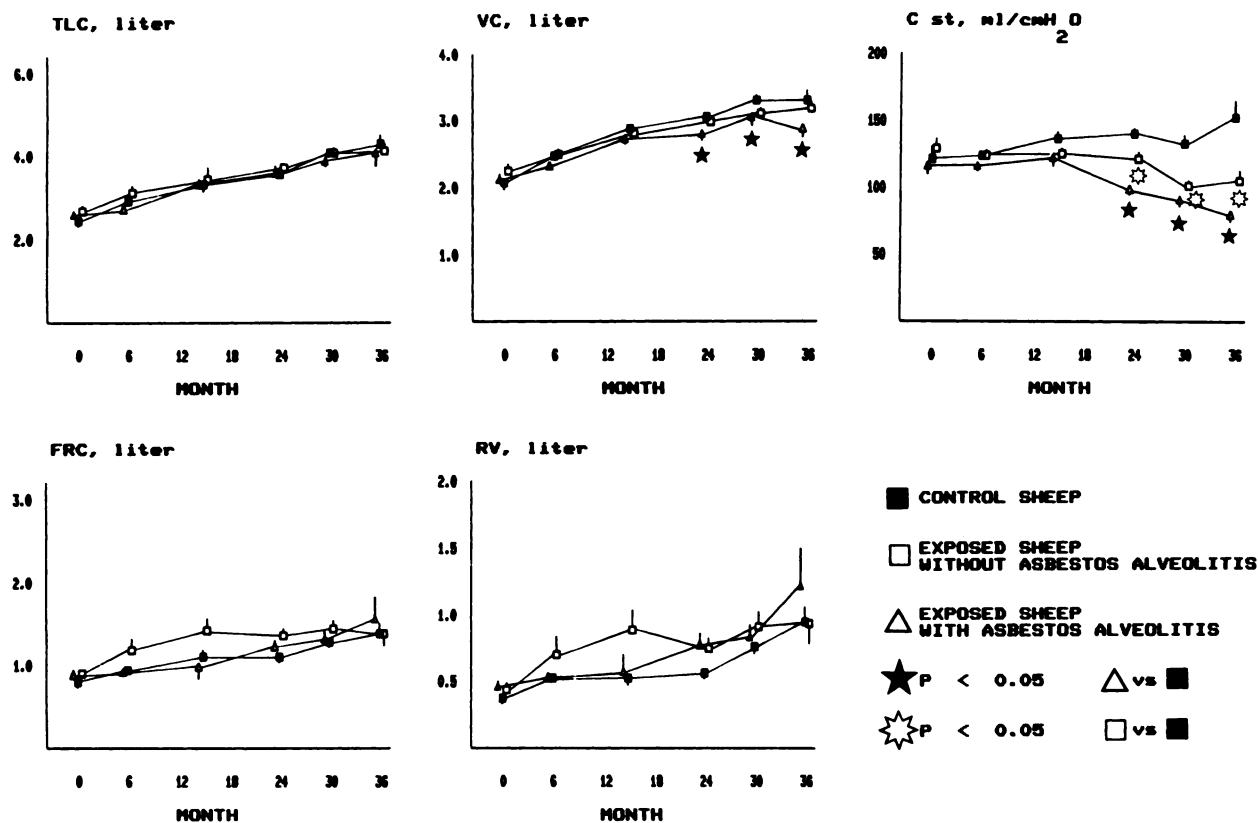 TLC, liter
6.0
4.0
2.0
0 6 12 18 24 30 36
MONTH
VC, liter
4.0
3.0
2.0
1.0
0 6 12 18 24 30 36
MONTH
C st, ml/cmH2O
200
150
100
50
0 6 12 18 24 30 36
MONTH
FRC, liter
3.0
2.0
1.0
0 6 12 18 24 30 36
MONTH
RV, liter
2.0
1.5
1.0
0.5
0 6 12 18 24 30 36
MONTH
CONTROL SHEEP
EXPOSED SHEEP
WITHOUT ASBESTOS ALVEOLITIS
EXPOSED SHEEP
WITH ASBESTOS ALVEOLITIS
P < 0.05 △ vs ■
P < 0.05 □ vs ■